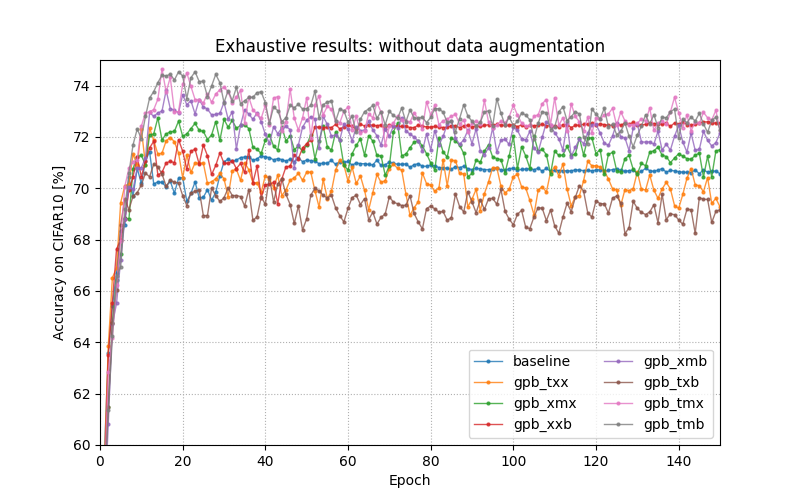 Exhaustive results: without data augmentation
Accuracy on CIFAR10 [%]
74
72
70
68
66
64
62
60
0 20 40 60 80 100 120 140
Epoch
baseline
gpb_txx
gpb_xmx
gpb_xxb
gpb_xmb
gpb_txb
gpb_tmx
gpb_tmb